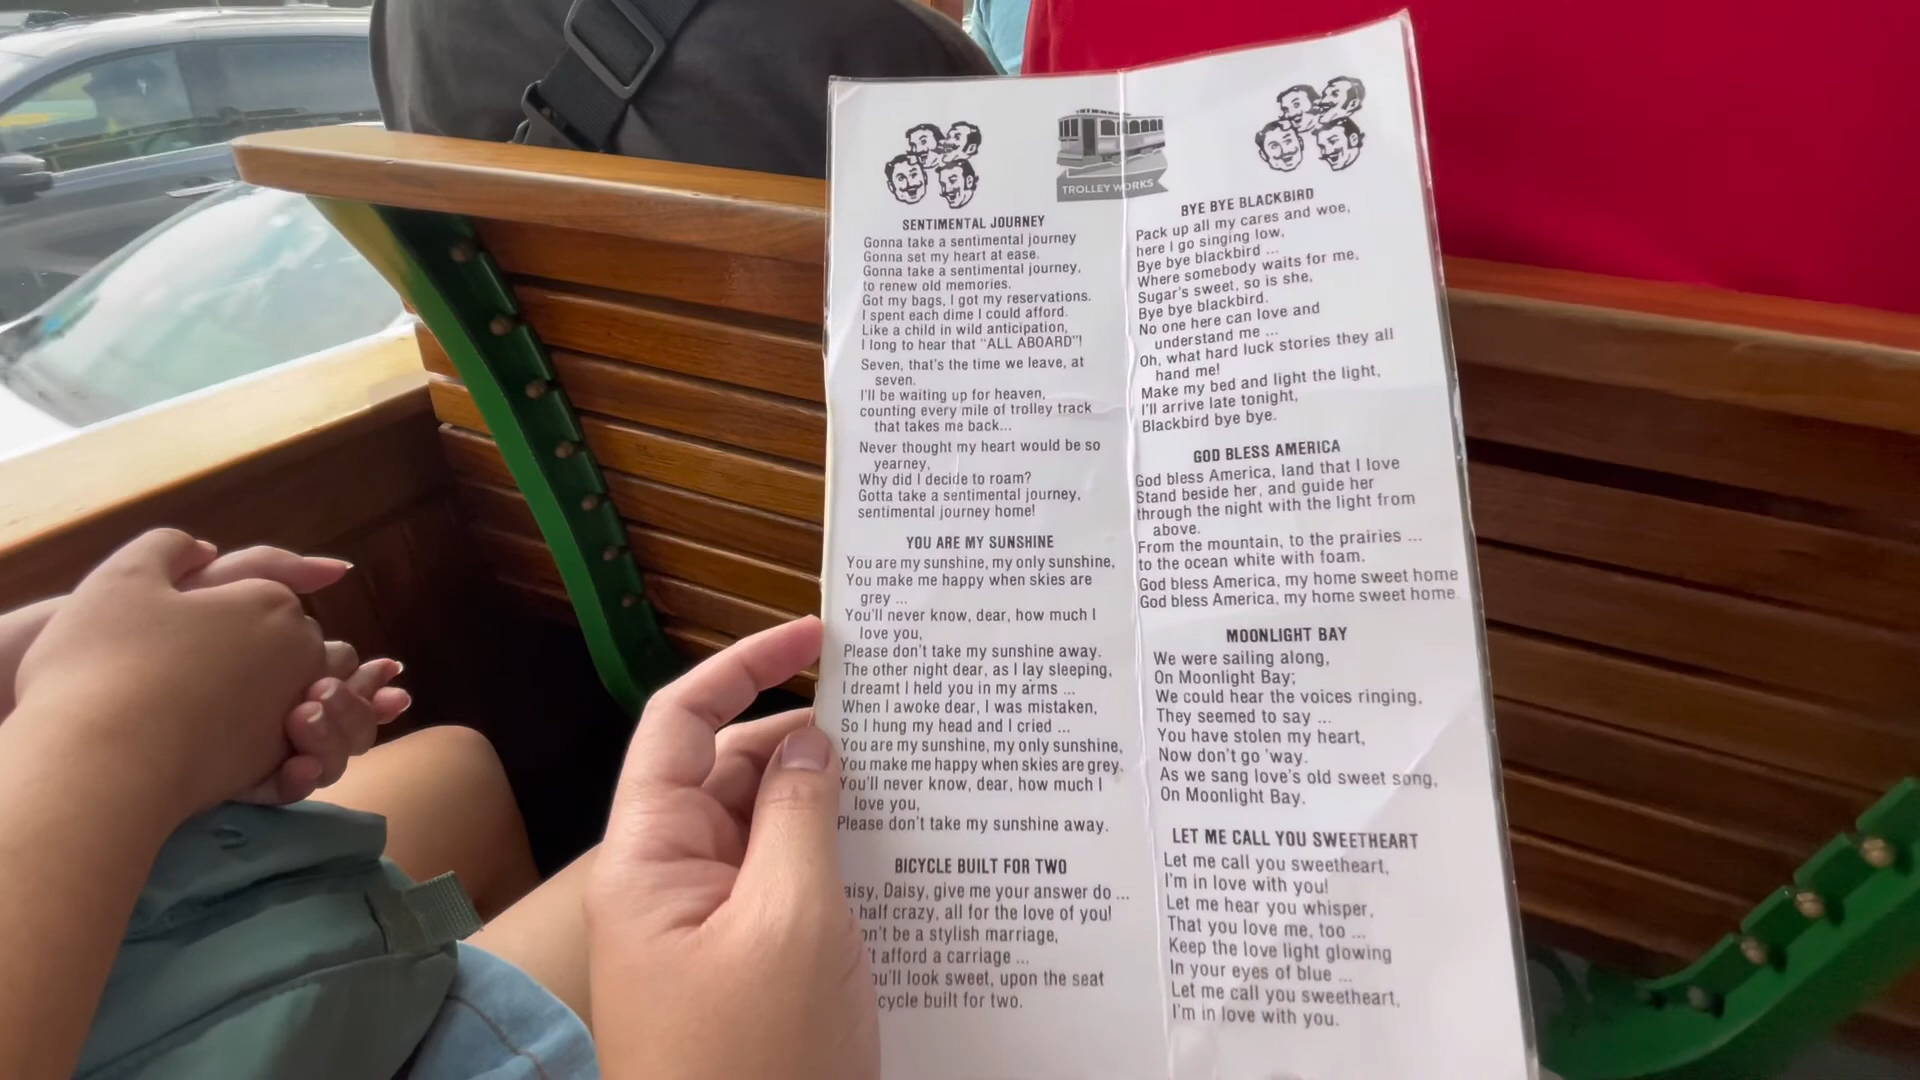 TROLLEY WORKS
SENTIMENTAL JOURNEY
Gonna take a sentimental journey
Gonna set my heart at ease.
Gonna take a sentimental journey,
to renew old memories.
Got my bags, I got my reservations.
I spent each dime I could afford.
Like a child in wild anticipation,
I long to hear that "ALL ABOARD"!
Seven, that's the time we leave, at
seven.
I'll be waiting up for heaven,
counting every mile of trolley track
that takes me back...
Never thought my heart would be so
yearney,
Why did I decide to roam?
Gotta take a sentimental journey,
sentimental journey home!
YOU ARE MY SUNSHINE
You are my sunshine, my only sunshine,
You make me happy when skies are
grey ...
You'll never know, dear, how much I
love you,
Please don't take my sunshine away.
The other night dear, as I lay sleeping,
I dreamt I held you in my arms ...
When I awoke dear, I was mistaken,
So I hung my head and I cried ...
You are my sunshine, my only sunshine,
You make me happy when skies are grey.
You'll never know, dear, how much I
love you,
Please don't take my sunshine away.
BICYCLE BUILT FOR TWO
aisy, Daisy, give me your answer do ...
half crazy, all for the love of you!
on't be a stylish marriage,
't afford a carriage ...
ou'll look sweet, upon the seat
cycle built for two.
BYE BYE BLACKBIRD
Pack up all my cares and woe,
here I go singing low,
Bye bye blackbird ...
Where somebody waits for me,
Sugar's sweet, so is she,
Bye bye blackbird.
No one here can love and
understand me ...
Oh, what hard luck stories they all
hand me!
Make my bed and light the light,
I'll arrive late tonight,
Blackbird bye bye.
GOD BLESS AMERICA
God bless America, land that I love
Stand beside her, and guide her
through the night with the light from
above.
From the mountain, to the prairies ...
to the ocean white with foam.
God bless America, my home sweet home
God bless America, my home sweet home.
MOONLIGHT BAY
We were sailing along,
On Moonlight Bay;
We could hear the voices ringing,
They seemed to say ...
You have stolen my heart,
Now don't go 'way.
As we sang love's old sweet song,
On Moonlight Bay.
LET ME CALL YOU SWEETHEART
Let me call you sweetheart,
I'm in love with you!
Let me hear you whisper,
That you love me, too ...
Keep the love light glowing
In your eyes of blue ...
Let me call you sweetheart,
I'm in love with you.